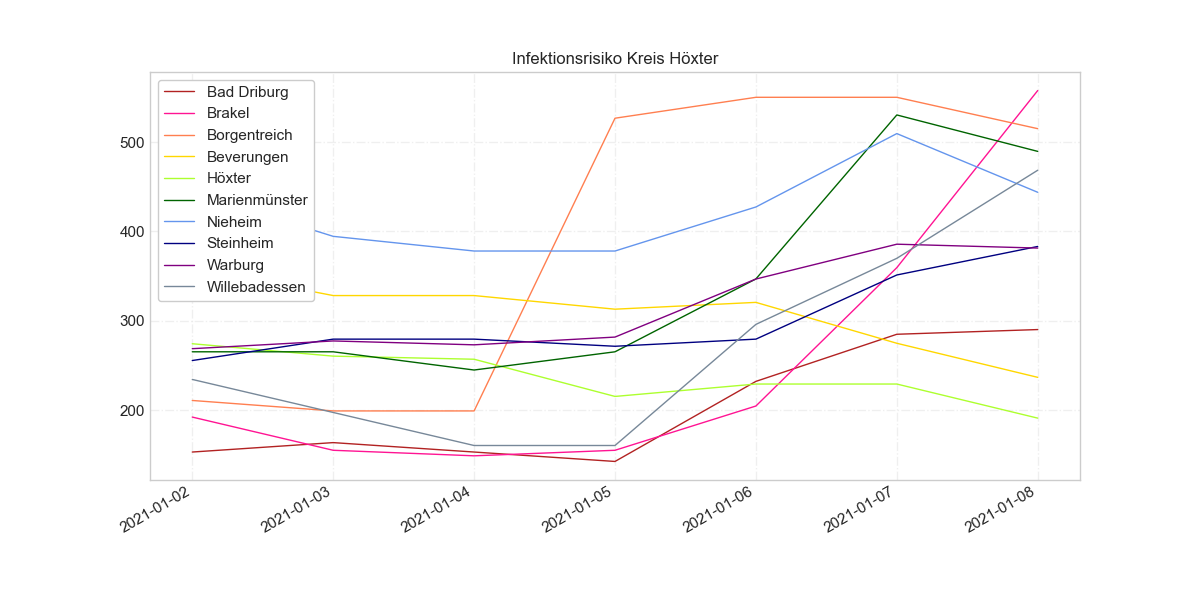 Infektionsrisiko Kreis Höxter
Bad Driburg
Brakel
Borgentreich
Beverungen
Höxter
Marienmünster
Nieheim
Steinheim
Warburg
Willebadessen
500
400
300
200
2021-01-02
2021-01-03
2021-01-04
2021-01-05
2021-01-06
2021-01-07
2021-01-08